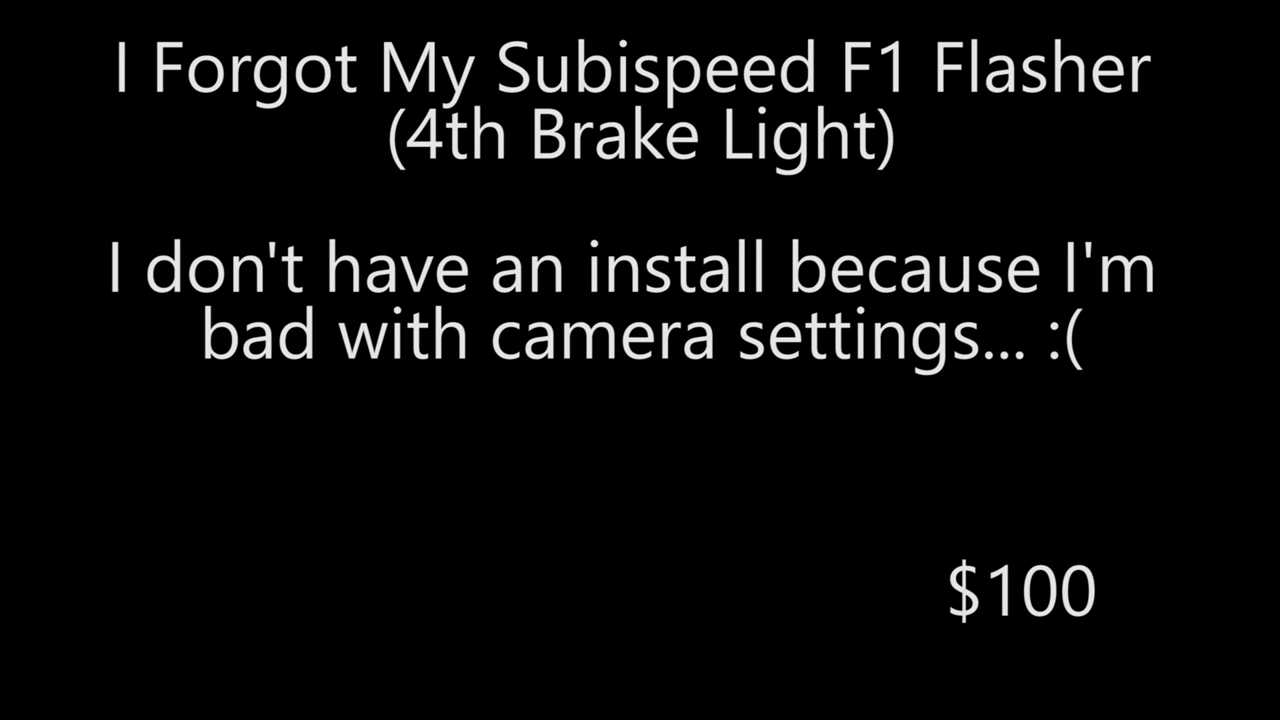 I Forgot My Subispeed F1 Flasher
(4th Brake Light)
I don't have an install because I'm
bad with camera settings... :(
$100